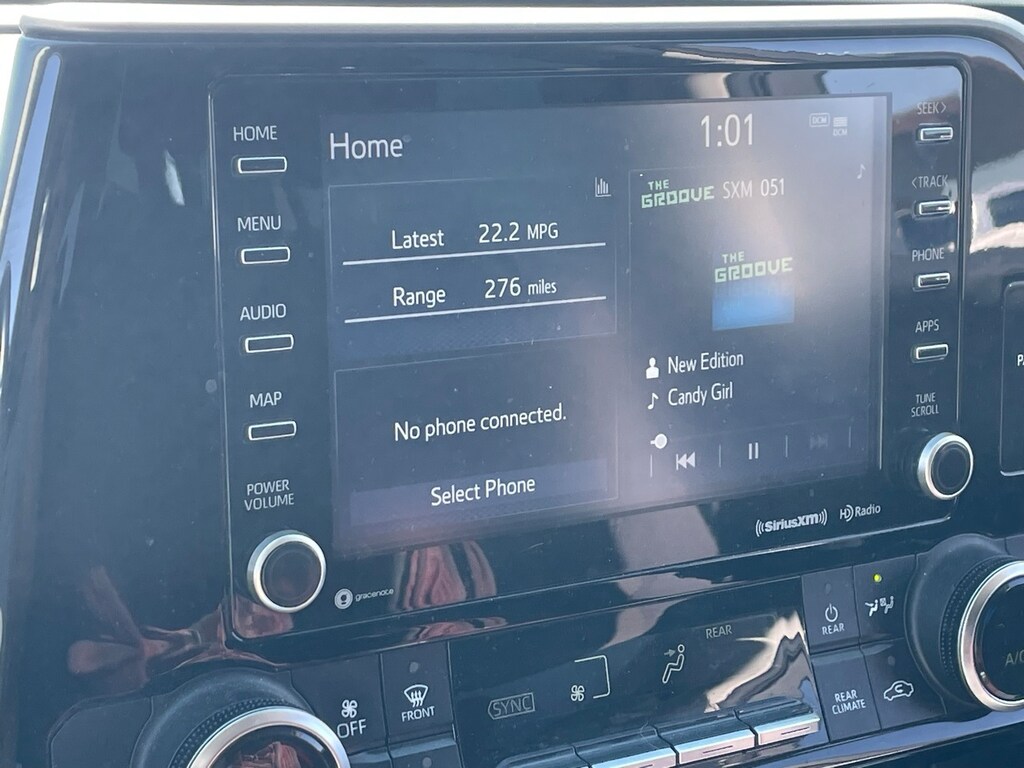 HOME
MENU
AUDIO
MAP
POWER
VOLUME
Home
1:01
DCM
DCM
Latest 22.2 MPG
Range 276 miles
No phone connected.
Select Phone
THE
GROOVE SXM 051
THE
GROOVE
New Edition
Candy Girl
SEEK>
<TRACK
PHONE
APPS
TUNE
SCROLL
gracenote
((SiriusXM))
HD Radio
OFF
FRONT
SYNC
REAR
REAR
REAR
CLIMATE
A/C